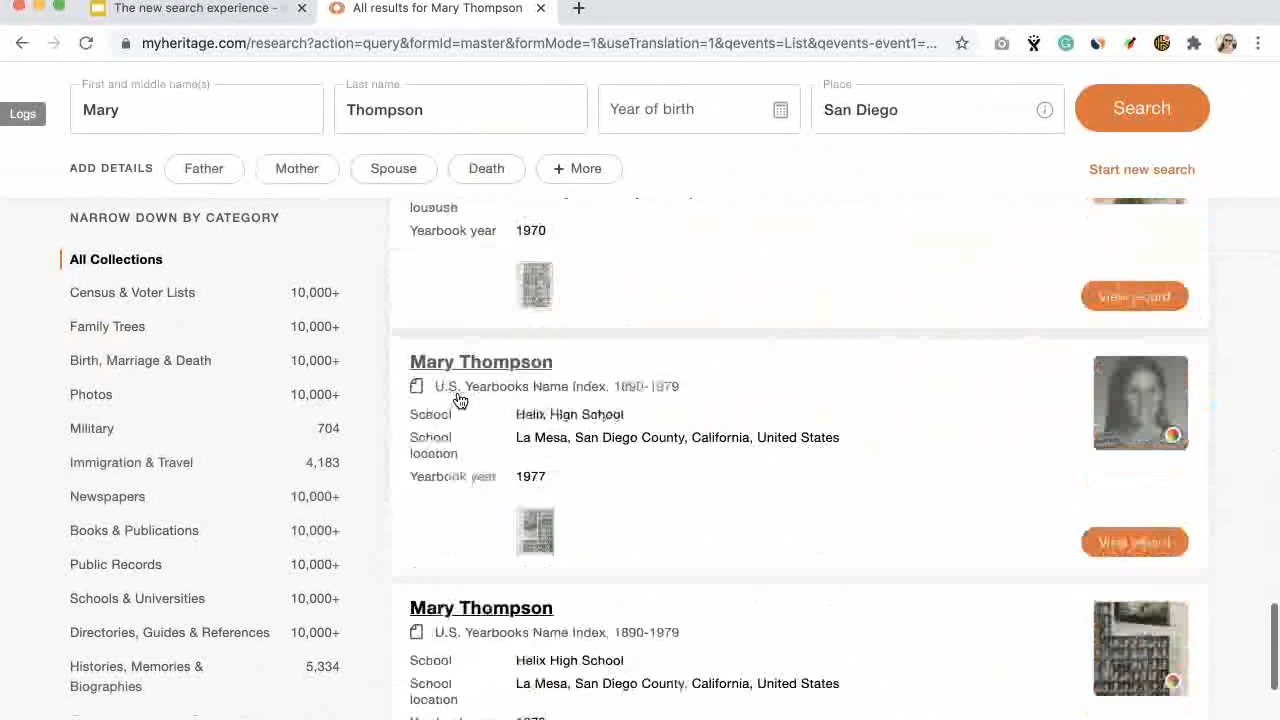 The new search experience –
All results for Mary Thompson
myheritage.com/research?action=query&formId=master&formMode=1&useTranslation=1&qevents=List&qevents-event1=...
First and middle name(s)
Mary
Last name
Thompson
Year of birth
Place
San Diego
Search
Logs
ADD DETAILS
Father
Mother
Spouse
Death
+ More
Start new search
NARROW DOWN BY CATEGORY
All Collections
Census & Voter Lists 10,000+
Family Trees 10,000+
Birth, Marriage & Death 10,000+
Photos 10,000+
Military 704
Immigration & Travel 4,183
Newspapers 10,000+
Books & Publications 10,000+
Public Records 10,000+
Schools & Universities 10,000+
Directories, Guides & References 10,000+
Histories, Memories & 5,334
Biographies
Yearbook year 1970
View record
Mary Thompson
U.S. Yearbooks Name Index, 1890-1979
School Helix High School
School La Mesa, San Diego County, California, United States
location
Yearbook year 1977
View record
Mary Thompson
U.S. Yearbooks Name Index, 1890-1979
School Helix High School
School La Mesa, San Diego County, California, United States
location